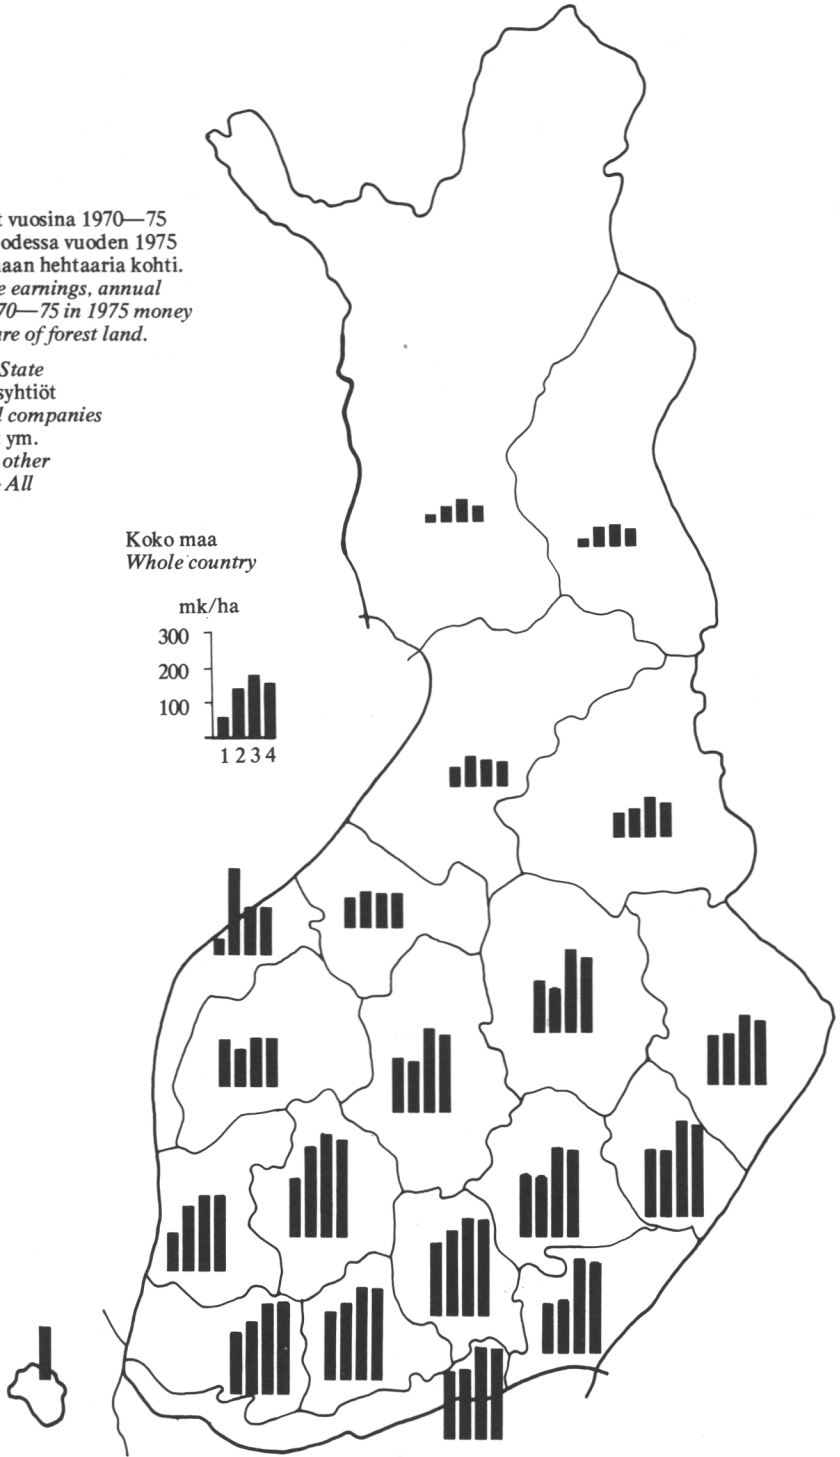 t vuosina 1970—75
odessa vuoden 1975
aan hehtaaria kohti.
e earnings, annual
70—75 in 1975 money
re of forest land.
State
syhtiöt
l companies
ym.
other
All
Koko maa
Whole country
mk/ha
300
200
100
1 2 3 4